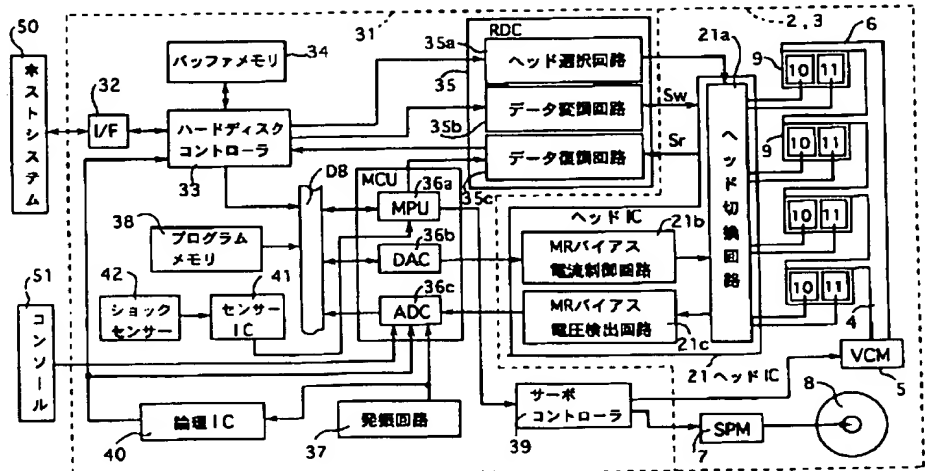 50
ホストシステム
32
I/F
34
バッファメモリ
31
ハードディスク
コントローラ
33
RDC
35a
ヘッド選択回路
35
データ変調回路
35b
データ復調回路
35c
Sw
Sr
21a
ヘッド切換回路
2, 3
6
9
10
11
9
10
11
10
11
10
11
4
VCM
5
8
DB
MCU
36a
MPU
36b
DAC
36c
ADC
38
プログラム
メモリ
42
ショック
センサー
41
センサー
IC
51
コンソール
論理IC
40
発振回路
37
ヘッドIC
21b
MRバイアス
電流制御回路
MRバイアス
電圧検出回路
21c
21 ヘッドIC
サーボ
コントローラ
39
SPM
7